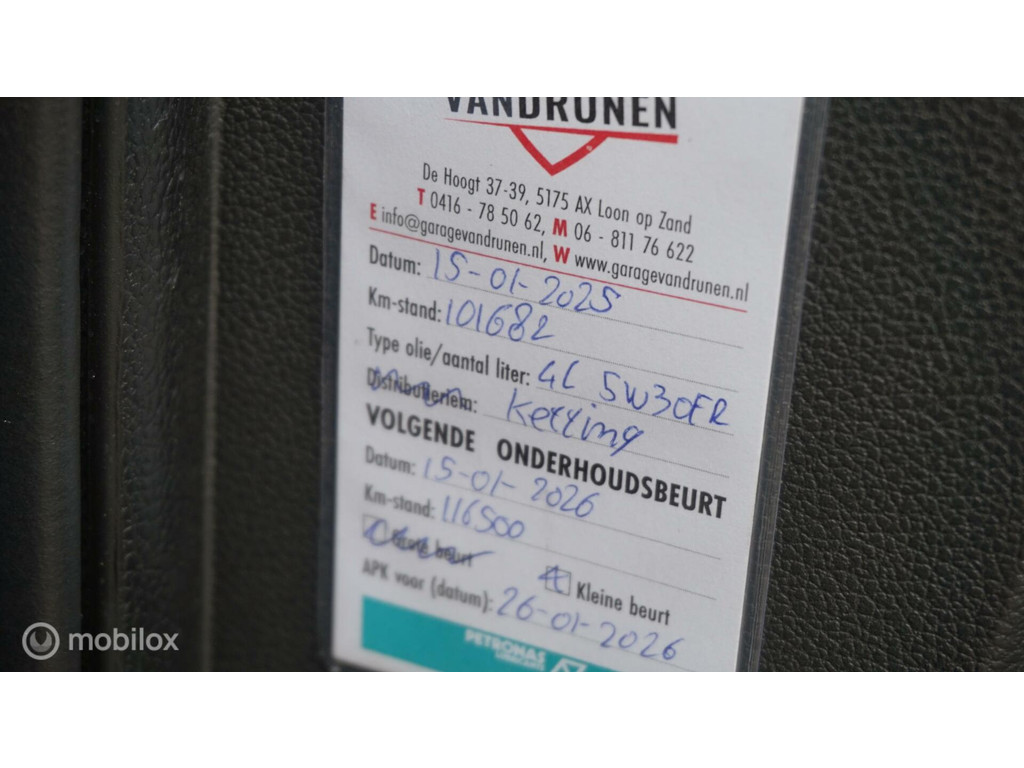 VANDRUNEN
De Hoogt 37-39, 5175 AX Loon op Zand
T 0416 - 78 50 62, M 06 - 811 76 622
E info@garagevandrunen.nl, W www.garagevandrunen.nl
Datum: 15-01-2025
Km-stand: 101682
Type olie/aantal liter: 4L 5W30FR
Distributieriem: Ketting
VOLGENDE ONDERHOUDSBEURT
Datum: 15-01-2026
Km-stand: 116500
Grote beurt Kleine beurt
APK voor (datum): 26-01-2026
PETRONAS
mobilox